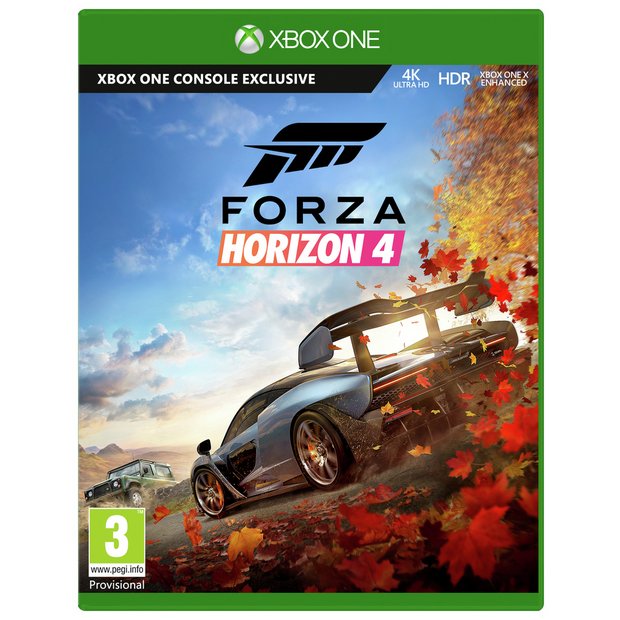 XBOX ONE
XBOX ONE CONSOLE EXCLUSIVE
4K
ULTRA HD
HDR
XBOX ONE X
ENHANCED
FORZA
HORIZON 4
3
www.pegi.info
Provisional